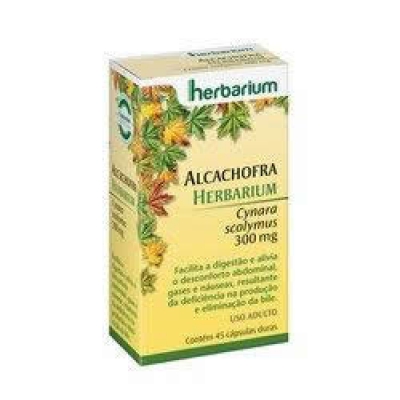 herbarium
ALCACHOFRA
HERBARIUM
Cynara
scolymus
300 mg
Facilita a digestão e alivia
o desconforto abdominal,
gases e náuseas, resultante
da deficiência na produção
e eliminação da bile.
USO ADULTO
Contém 45 cápsulas duras